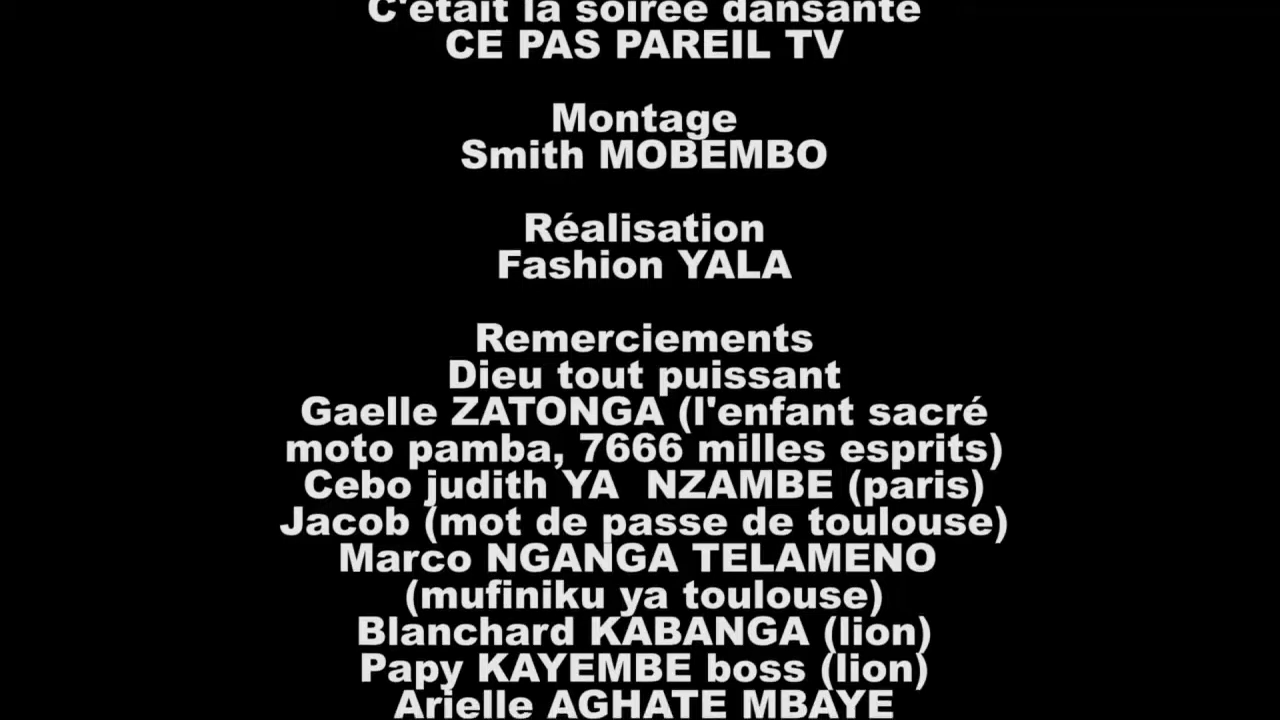 C'était la soirée dansante
CE PAS PAREIL TV
Montage
Smith MOBEMBO
Réalisation
Fashion YALA
Remerciements
Dieu tout puissant
Gaelle ZATONGA (l'enfant sacré
moto pamba, 7666 milles esprits)
Cebo judith YA  NZAMBE (paris)
Jacob (mot de passe de toulouse)
Marco NGANGA TELAMENO
(mufiniku ya toulouse)
Blanchard KABANGA (lion)
Papy KAYEMBE boss (lion)
Arielle AGHATE MBAYE